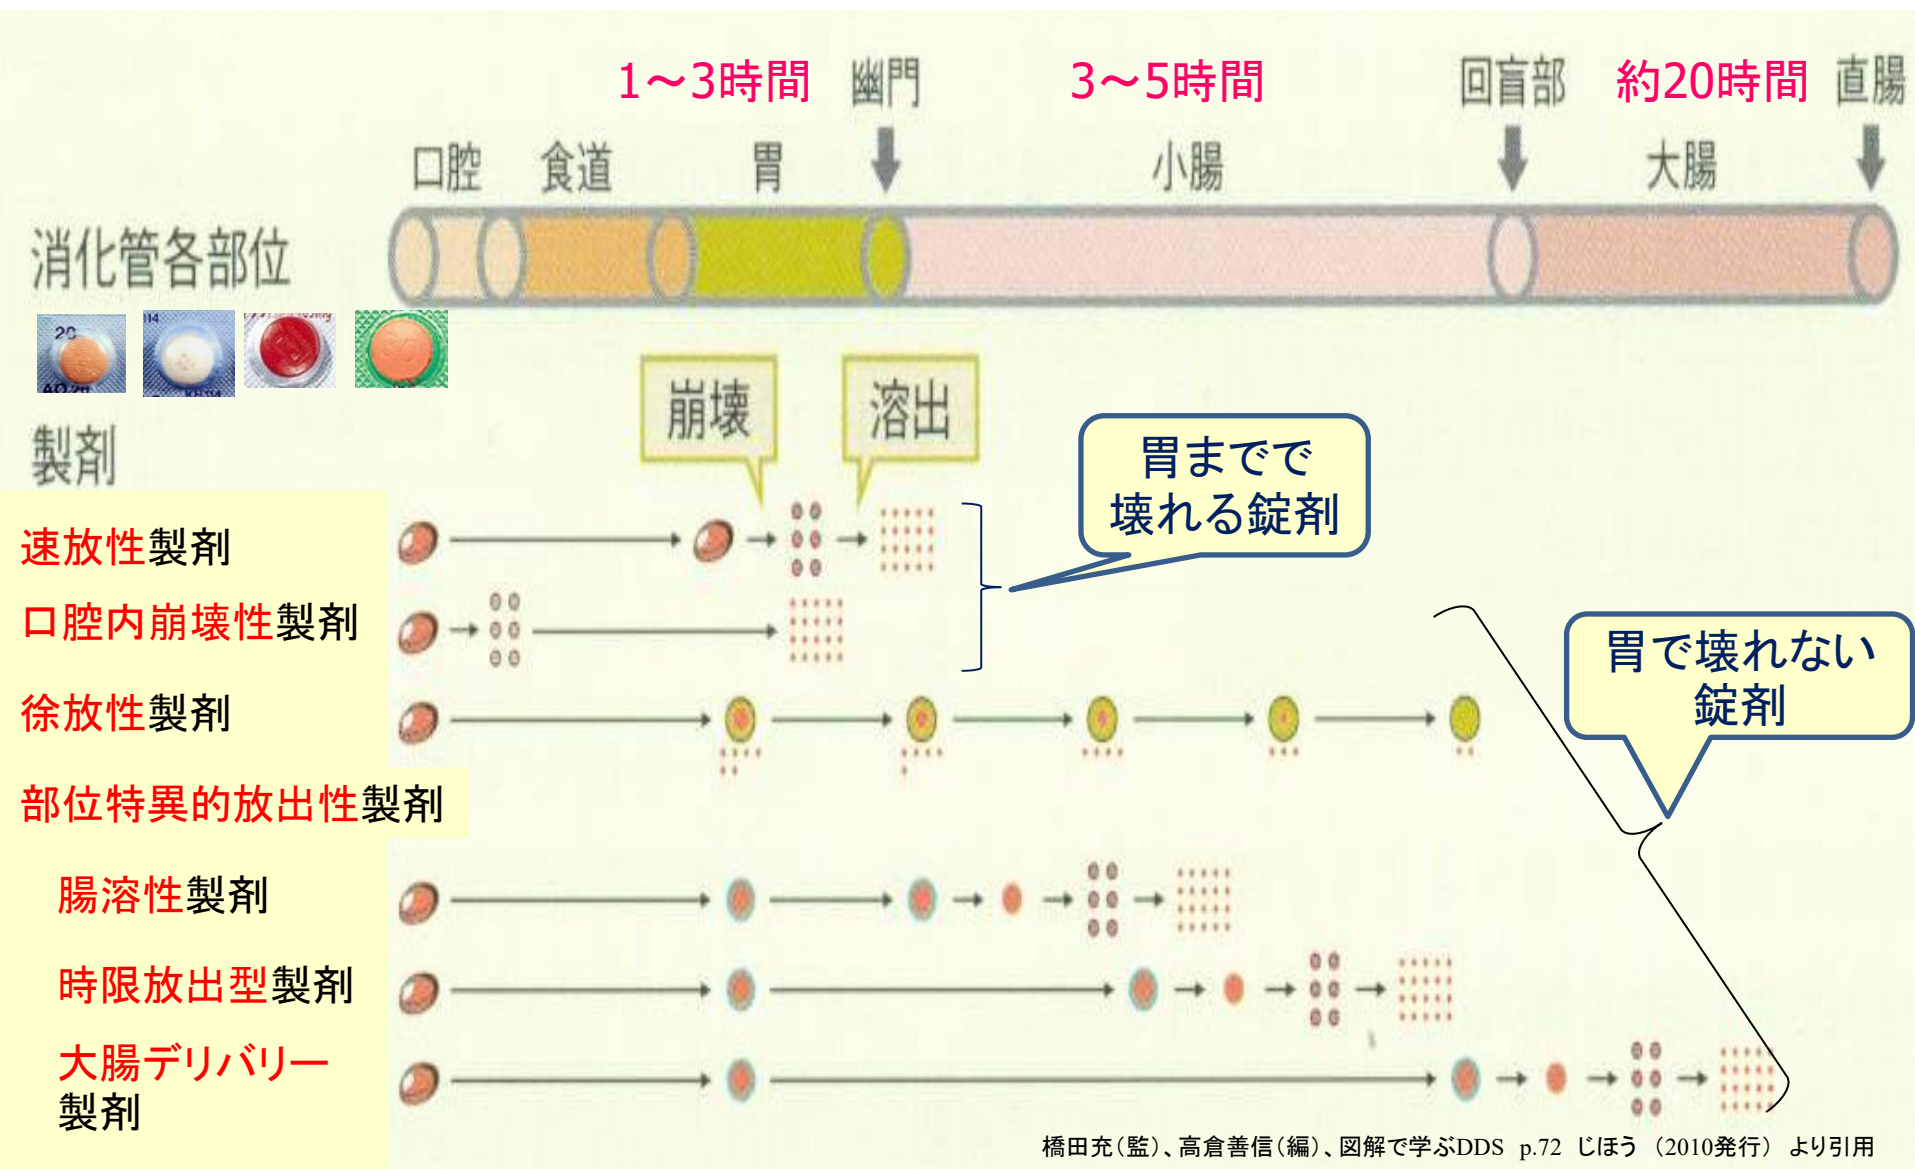 1～3時間 幽門 3～5時間 回盲部 約20時間 直腸
口腔 食道 胃 小腸 大腸
消化管各部位
20
114
崩壊 溶出
製剤
胃までで
壊れる錠剤
速放性製剤
口腔内崩壊性製剤
胃で壊れない
錠剤
徐放性製剤
部位特異的放出性製剤
腸溶性製剤
時限放出型製剤
大腸デリバリー
製剤
橋田充（監）、高倉善信（編）、図解で学ぶDDS p.72 じほう （2010発行） より引用